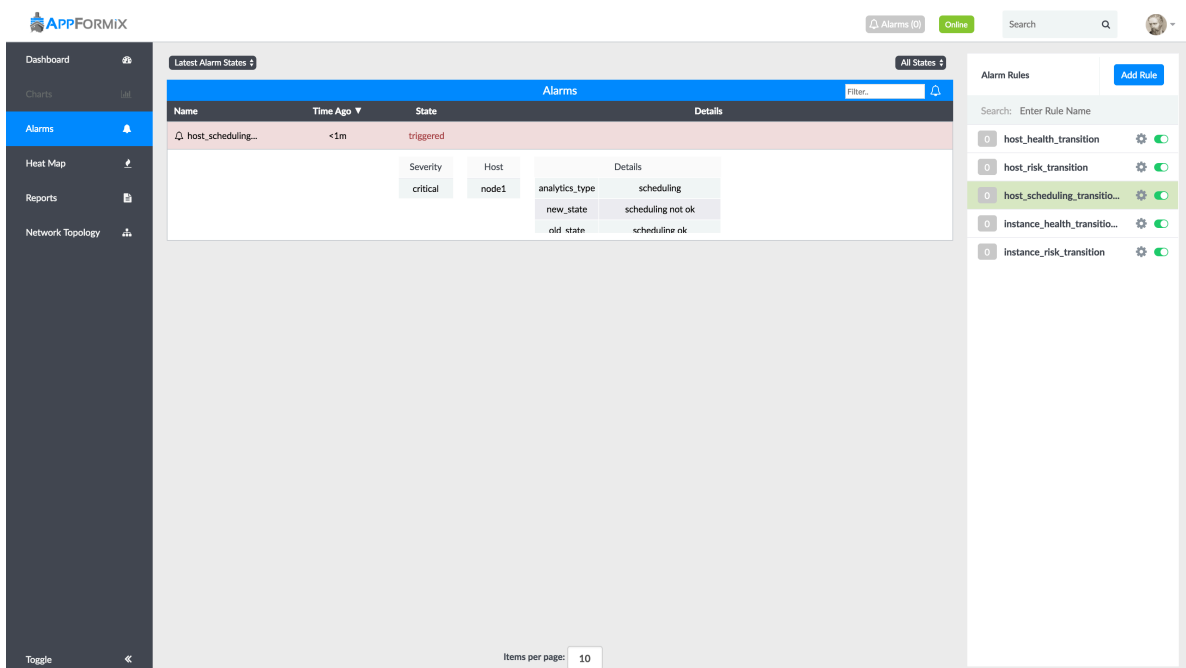 APPFORMIX
Alarms (0)
Online
Search
Dashboard
Charts
Alarms
Heat Map
Reports
Network Topology
Toggle
Latest Alarm States
All States
Alarms
Filter..
Name Time Ago ▼ State Details
host_scheduling... <1m triggered
Severity Host Details
critical node1 analytics_type scheduling
new_state scheduling not ok
old_state scheduling ok
Items per page: 10
Alarm Rules
Add Rule
Search: Enter Rule Name
0 host_health_transition
0 host_risk_transition
0 host_scheduling_transitio...
0 instance_health_transitio...
0 instance_risk_transition